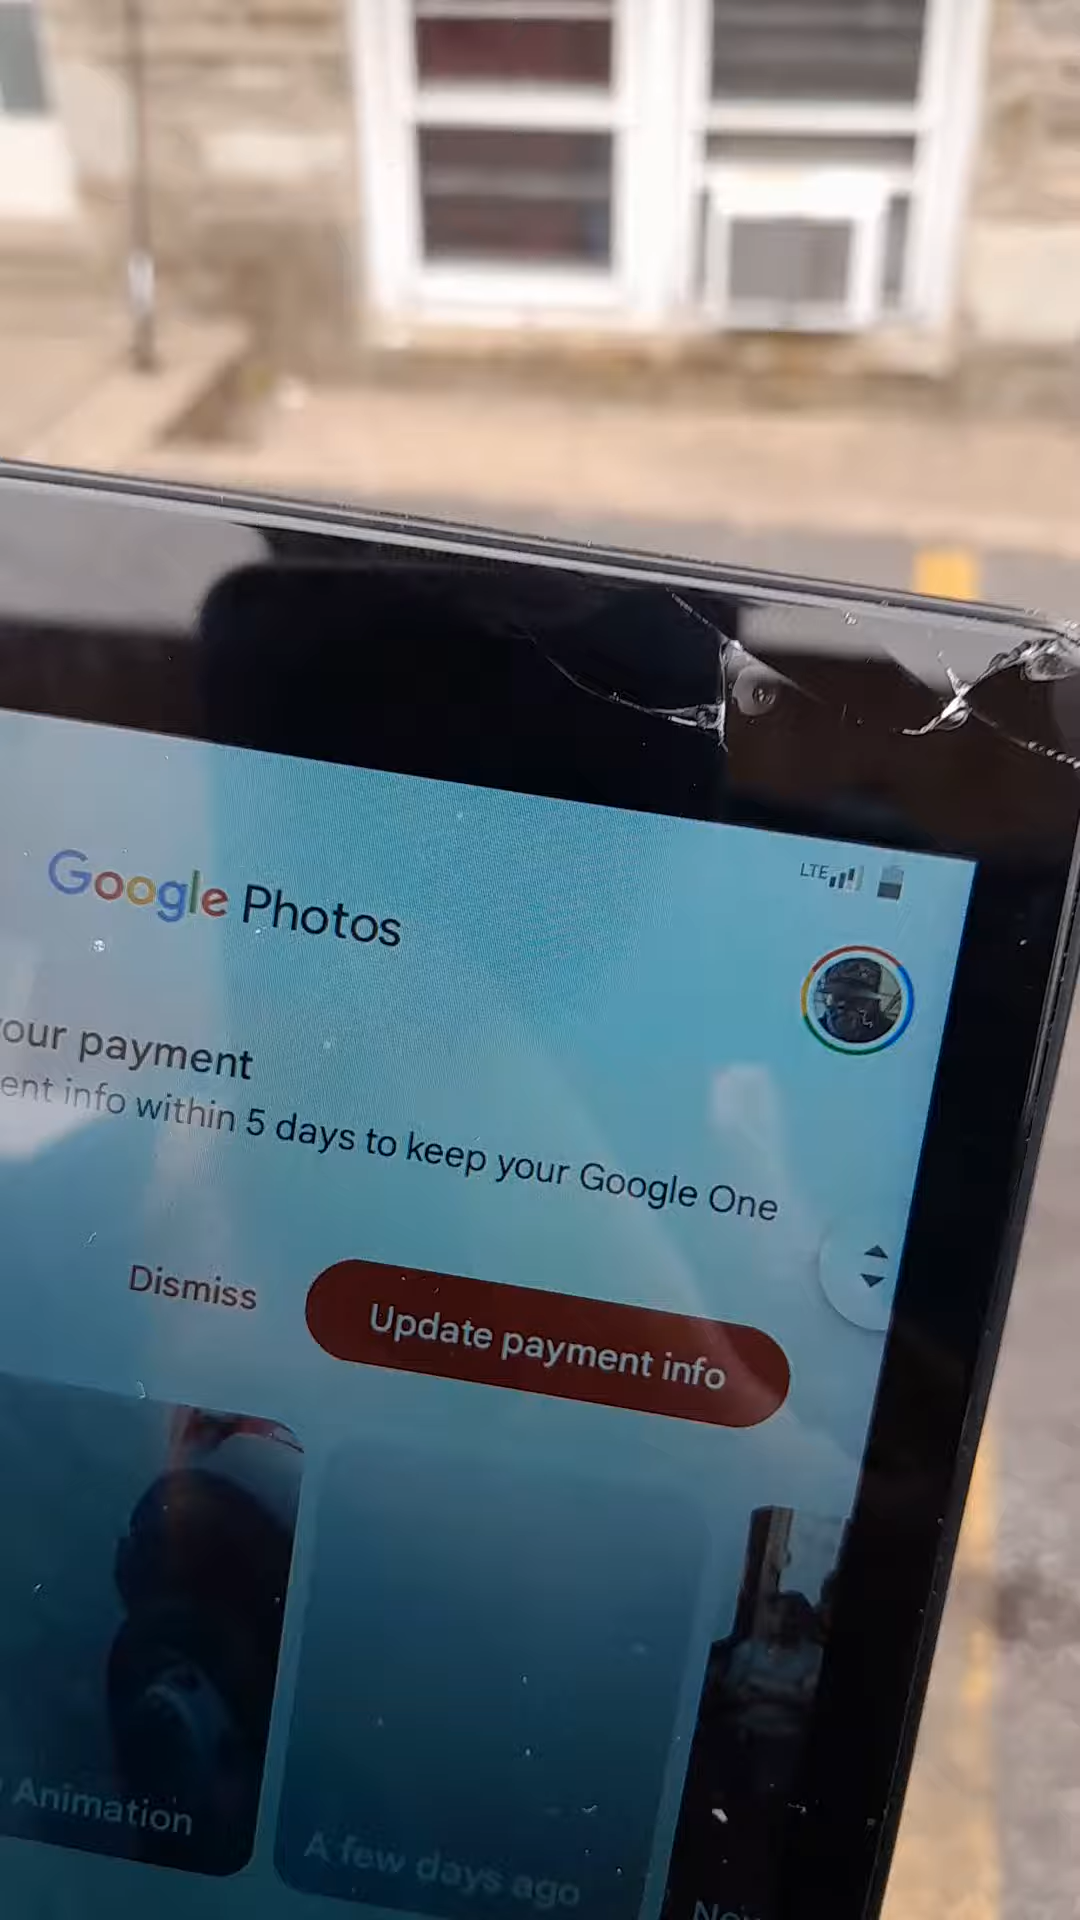 LTE
Google Photos
our payment
ent info within 5 days to keep your Google One
Dismiss
Update payment info
Animation
A few days ago